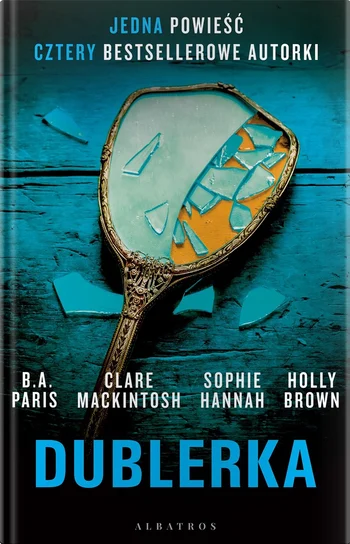 JEDNA POWIEŚĆ
CZTERY BESTSELLEROWE AUTORKI
B.A. PARIS
CLARE MACKINTOSH
SOPHIE HANNAH
HOLLY BROWN
DUBLERKA
ALBATROS